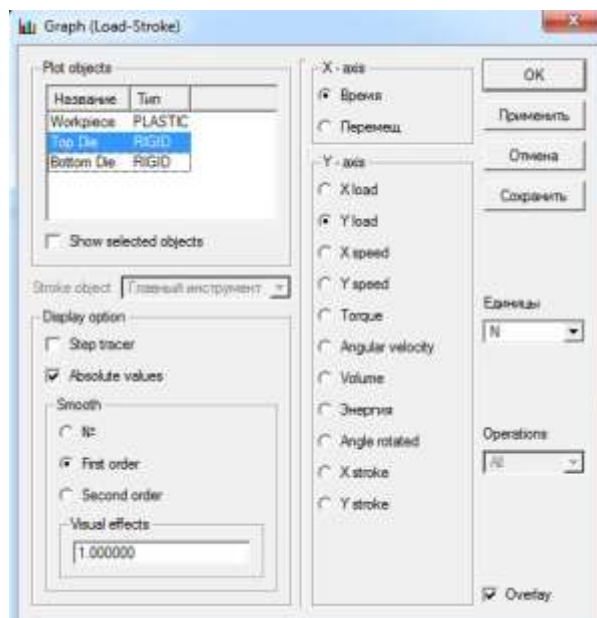 Graph (Load-Stroke)
Plot objects
Название Тип
Workpiece PLASTIC
Top Die RIGID
Bottom Die RIGID
Show selected objects
Stroke object Главный инструмент
Display option
Step tracer
Absolute values
Smooth
№
First order
Second order
Visual effects
1.000000
X - axis
Время
Перемещ
Y - axis
X load
Y load
X speed
Y speed
Torque
Angular velocity
Volume
Энергия
Angle rotated
X stroke
Y stroke
OK
Применить
Отмена
Сохранить
Единицы
N
Operations
All
Overlay